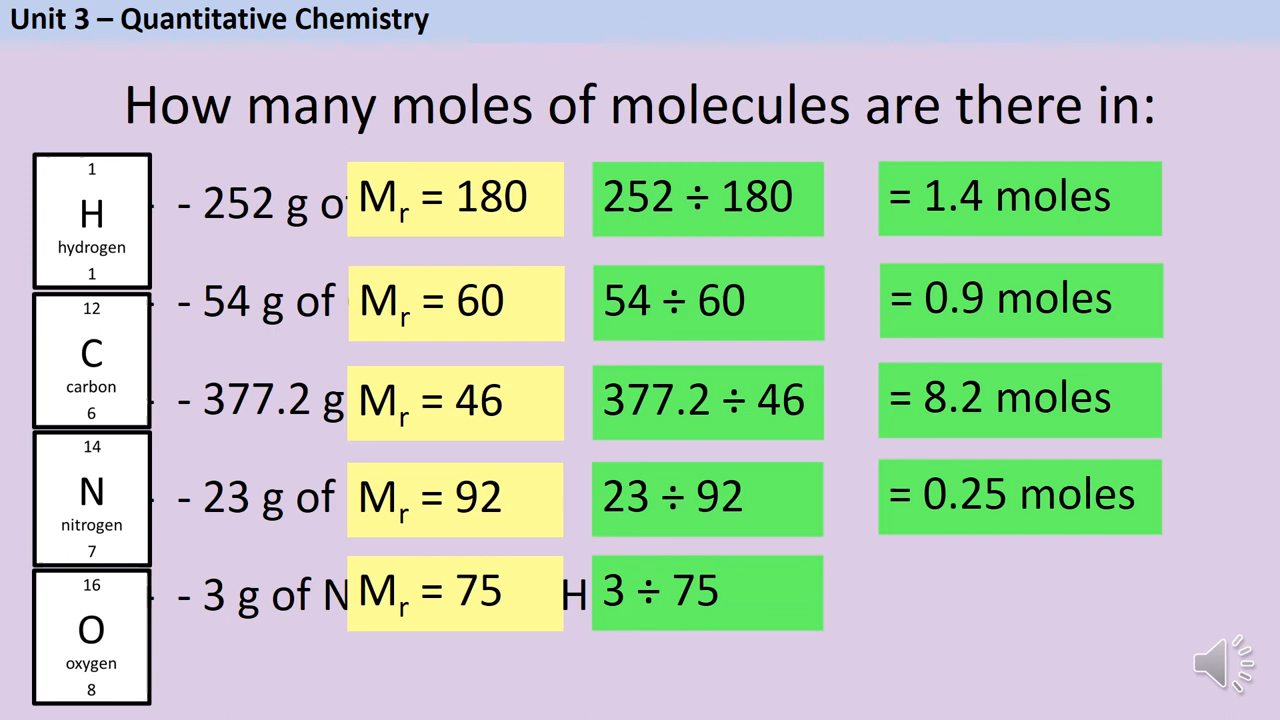 Unit 3 – Quantitative Chemistry
How many moles of molecules are there in:
1
H
hydrogen
1
- 252 g of Mr = 180 252 ÷ 180 = 1.4 moles
12
C
carbon
6
- 54 g of Mr = 60 54 ÷ 60 = 0.9 moles
- 377.2 g Mr = 46 377.2 ÷ 46 = 8.2 moles
14
N
nitrogen
7
- 23 g of Mr = 92 23 ÷ 92 = 0.25 moles
16
O
oxygen
8
- 3 g of N Mr = 75 H 3 ÷ 75